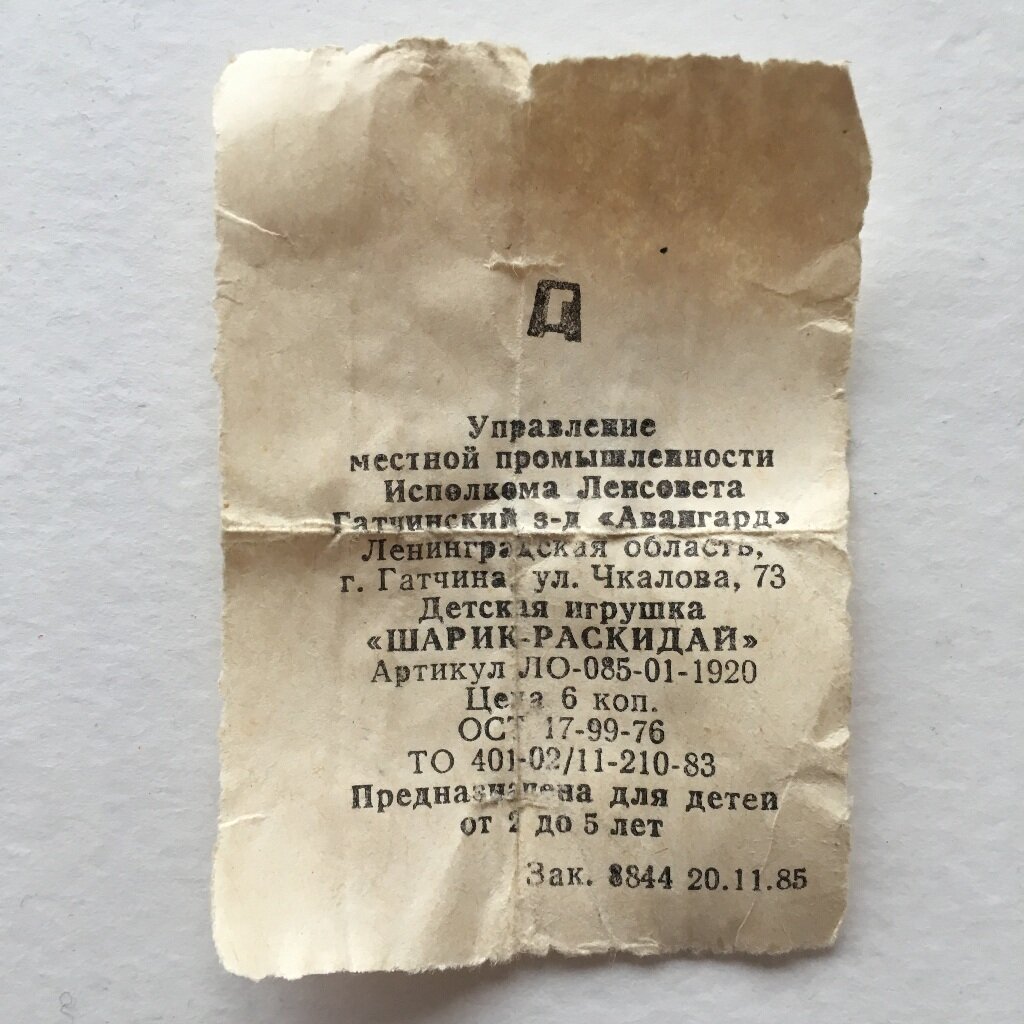 Управление
местной промышленности
Исполкома Ленсовета
Гатчинский з-д «Авангард»
Ленинградская область,
г. Гатчина, ул. Чкалова, 73
Детская игрушка
«ШАРИК-РАСКИДАЙ»
Артикул ЛО-085-01-1920
Цена 6 коп.
ОСТ 17-99-76
ТО 401-02/11-210-83
Предназначена для детей
от 2 до 5 лет
Зак. 8844 20.11.85